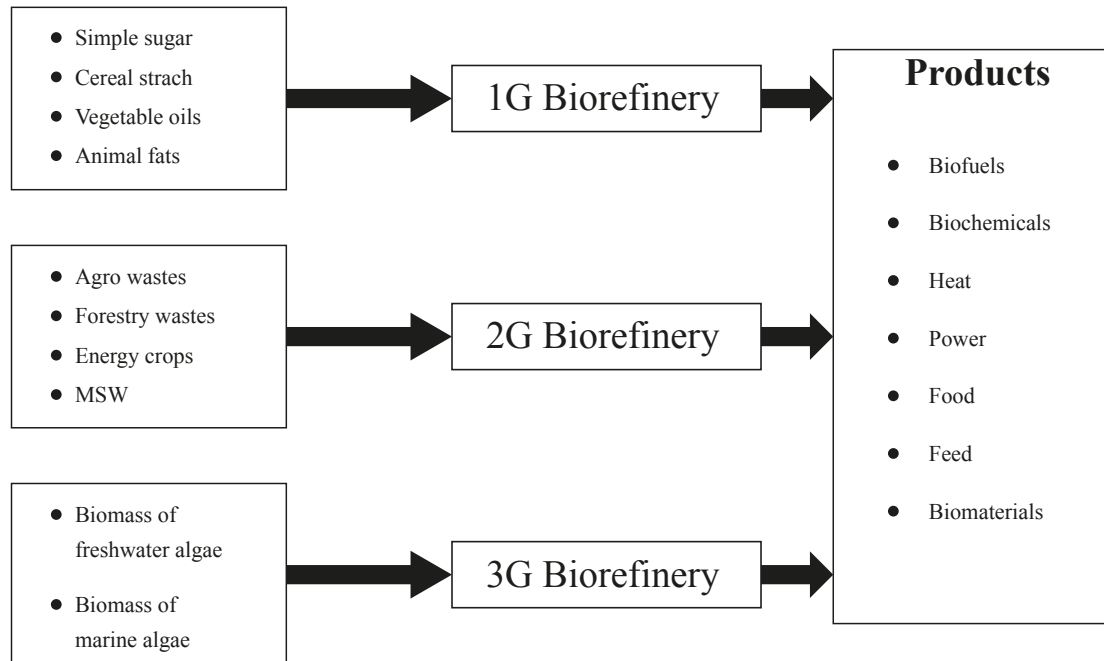 Simple sugar
Cereal strach
Vegetable oils
Animal fats
1G Biorefinery
Agro wastes
Forestry wastes
Energy crops
MSW
2G Biorefinery
Biomass of
freshwater algae
Biomass of
marine algae
3G Biorefinery
Products
Biofuels
Biochemicals
Heat
Power
Food
Feed
Biomaterials